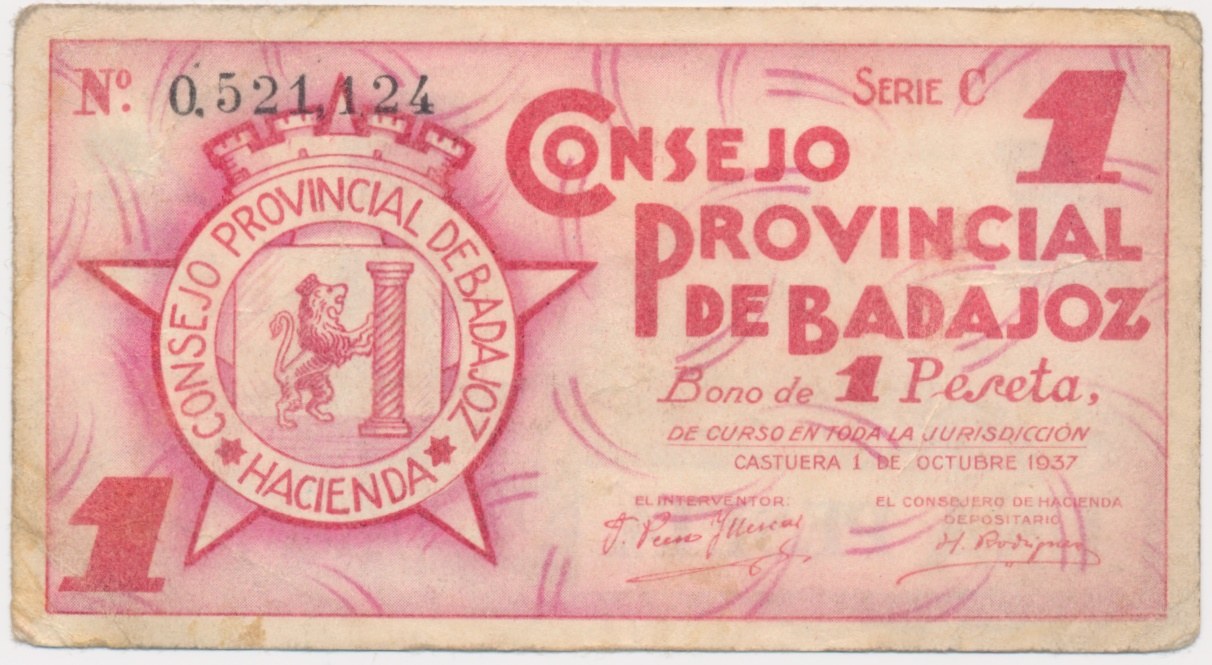 Nº. 0.521,124
SERIE C
1
CONSEJO
PROVINCIAL
DE BADAJOZ
Bono de 1 Peseta,
DE CURSO EN TODA LA JURISDICCIÓN
CASTUERA 1 DE OCTUBRE 1937
EL INTERVENTOR:
EL CONSEJERO DE HACIENDA
DEPOSITARIO
CONSEJO PROVINCIAL DE BADAJOZ
HACIENDA
1